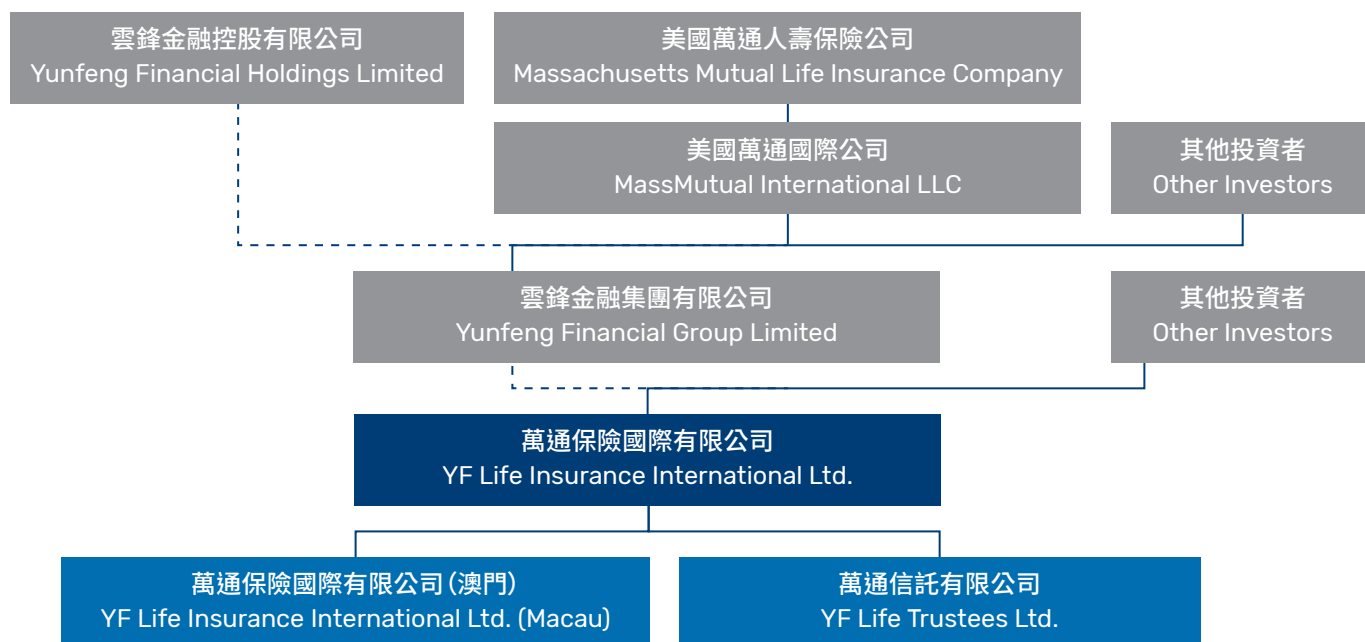 雲鋒金融控股有限公司
Yunfeng Financial Holdings Limited
美國萬通人壽保險公司
Massachusetts Mutual Life Insurance Company
美國萬通國際公司
MassMutual International LLC
其他投資者
Other Investors
雲鋒金融集團有限公司
Yunfeng Financial Group Limited
其他投資者
Other Investors
萬通保險國際有限公司
YF Life Insurance International Ltd.
萬通保險國際有限公司(澳門)
YF Life Insurance International Ltd. (Macau)
萬通信託有限公司
YF Life Trustees Ltd.